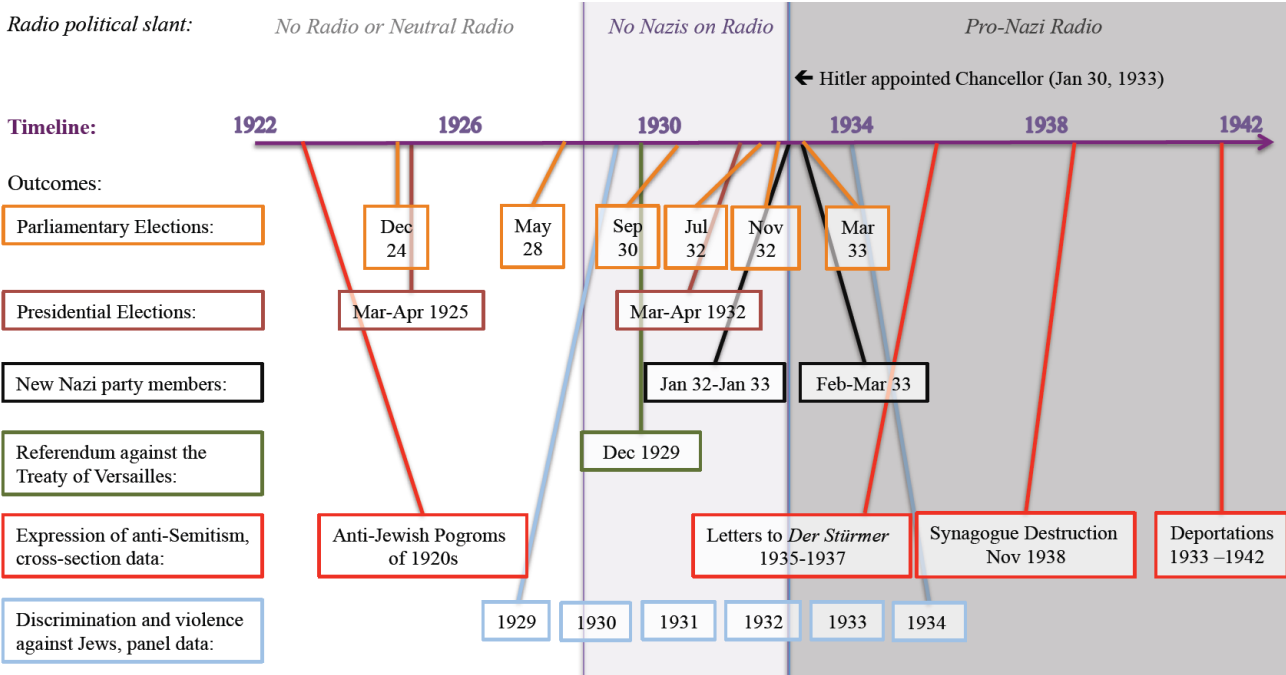 Radio political slant:
No Radio or Neutral Radio
No Nazis on Radio
Pro-Nazi Radio
🡰 Hitler appointed Chancellor (Jan 30, 1933)
Timeline:
1922
1926
1930
1934
1938
1942
Outcomes:
Parliamentary Elections:
Dec
24
May
28
Sep
30
Jul
32
Nov
32
Mar
33
Presidential Elections:
Mar-Apr 1925
Mar-Apr 1932
New Nazi party members:
Jan 32-Jan 33
Feb-Mar 33
Referendum against the
Treaty of Versailles:
Dec 1929
Expression of anti-Semitism,
cross-section data:
Anti-Jewish Pogroms
of 1920s
Letters to Der Stürmer
1935-1937
Synagogue Destruction
Nov 1938
Deportations
1933 –1942
Discrimination and violence
against Jews, panel data:
1929
1930
1931
1932
1933
1934